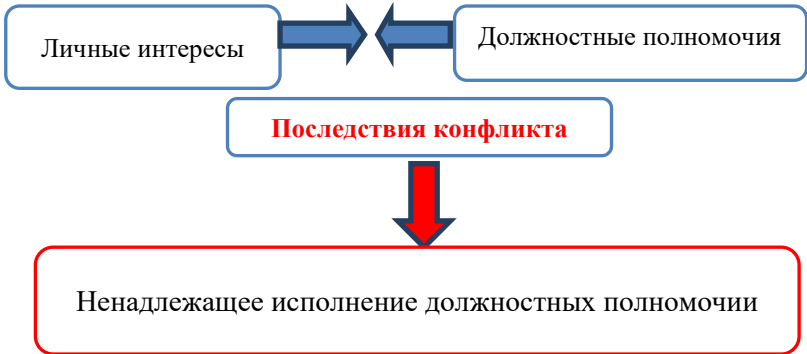 Личные интересы
Должностные полномочия
Последствия конфликта
Ненадлежащее исполнение должностных полномочии